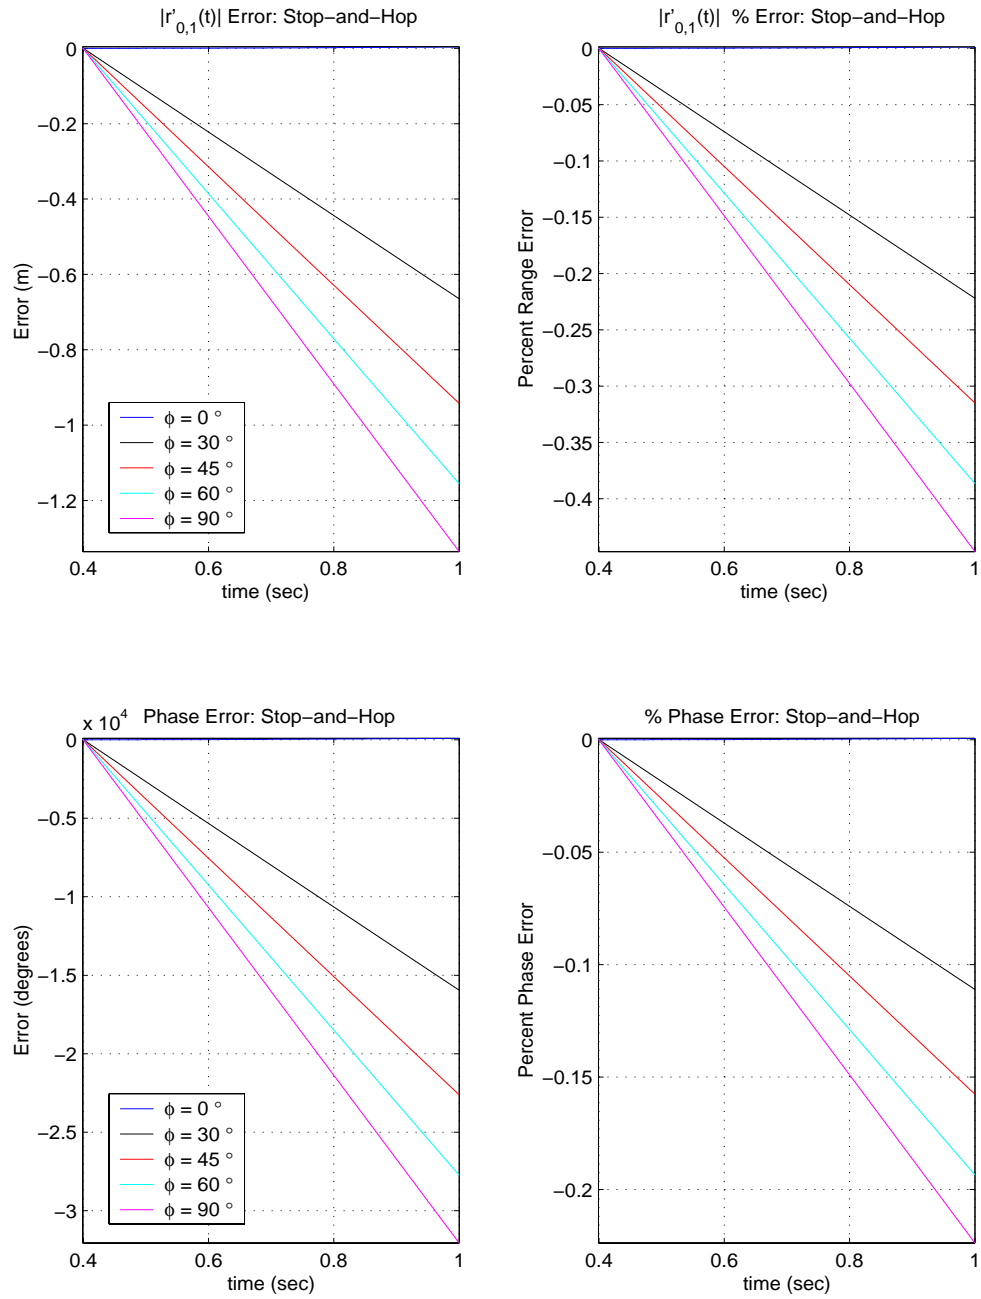 |r'0,1(t)| Error: Stop−and−Hop
0
−0.2
−0.4
−0.6
−0.8
−1
−1.2
Error (m)
0.4 0.6 0.8 1
time (sec)
ϕ = 0 °
ϕ = 30 °
ϕ = 45 °
ϕ = 60 °
ϕ = 90 °
|r'0,1(t)| % Error: Stop−and−Hop
0
−0.05
−0.1
−0.15
−0.2
−0.25
−0.3
−0.35
−0.4
Percent Range Error
0.4 0.6 0.8 1
time (sec)
x 10^4 Phase Error: Stop−and−Hop
0
−0.5
−1
−1.5
−2
−2.5
−3
Error (degrees)
0.4 0.6 0.8 1
time (sec)
ϕ = 0 °
ϕ = 30 °
ϕ = 45 °
ϕ = 60 °
ϕ = 90 °
% Phase Error: Stop−and−Hop
0
−0.05
−0.1
−0.15
−0.2
Percent Phase Error
0.4 0.6 0.8 1
time (sec)